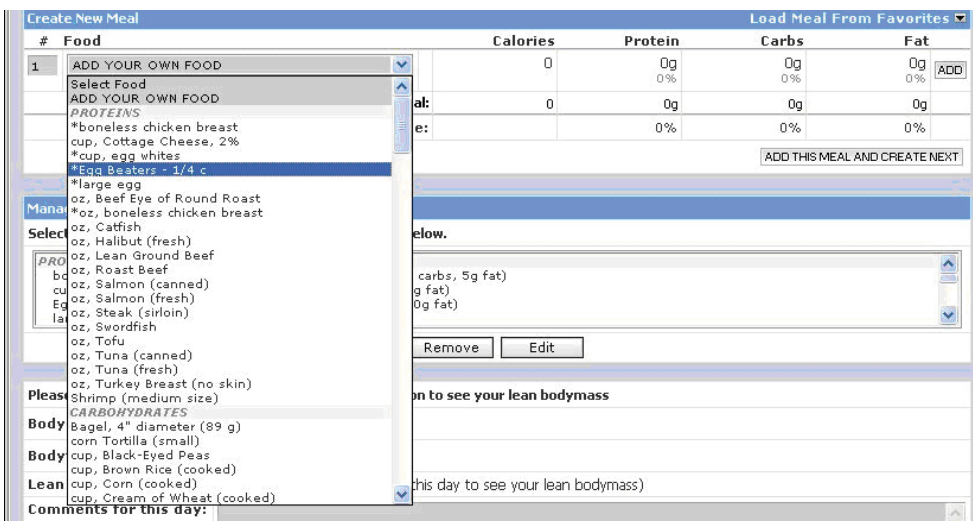 Create New Meal Load Meal From Favorites
# Food Calories Protein Carbs Fat
1 ADD YOUR OWN FOOD 0 0g 0g 0g ADD
0% 0% 0%
Select Food
ADD YOUR OWN FOOD
al: 0 0g 0g 0g
PROTEINS
*boneless chicken breast
e: 0% 0% 0%
cup, Cottage Cheese, 2%
*cup, egg whites
ADD THIS MEAL AND CREATE NEXT
*Egg Beaters - 1/4 c
*large egg
oz, Beef Eye of Round Roast
Mana
*oz, boneless chicken breast
oz, Catfish
Select elow.
oz, Halibut (fresh)
oz, Lean Ground Beef
PRO
oz, Roast Beef
carbs, 5g fat)
oz, Salmon (canned)
cu g fat)
oz, Salmon (fresh)
Eg 0g fat)
oz, Steak (sirloin)
oz, Swordfish
oz, Tofu
Remove Edit
oz, Tuna (canned)
oz, Tuna (fresh)
oz, Turkey Breast (no skin)
Pleas on to see your lean bodymass
Shrimp (medium size)
CARBOHYDRATES
Body
Bagel, 4" diameter (89 g)
corn Tortilla (small)
Body
cup, Black-Eyed Peas
cup, Brown Rice (cooked)
Lean this day to see your lean bodymass)
cup, Corn (cooked)
cup, Cream of Wheat (cooked)
Comments for this day: